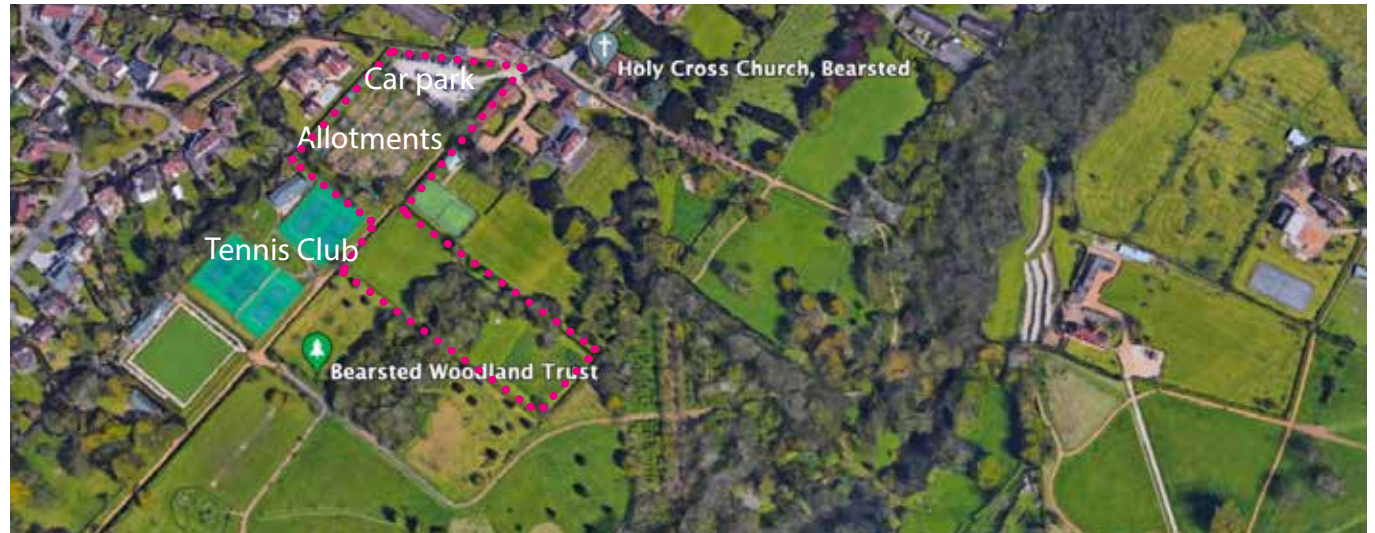 Car park
Holy Cross Church, Bearsted
Allotments
Tennis Club
Bearsted Woodland Trust